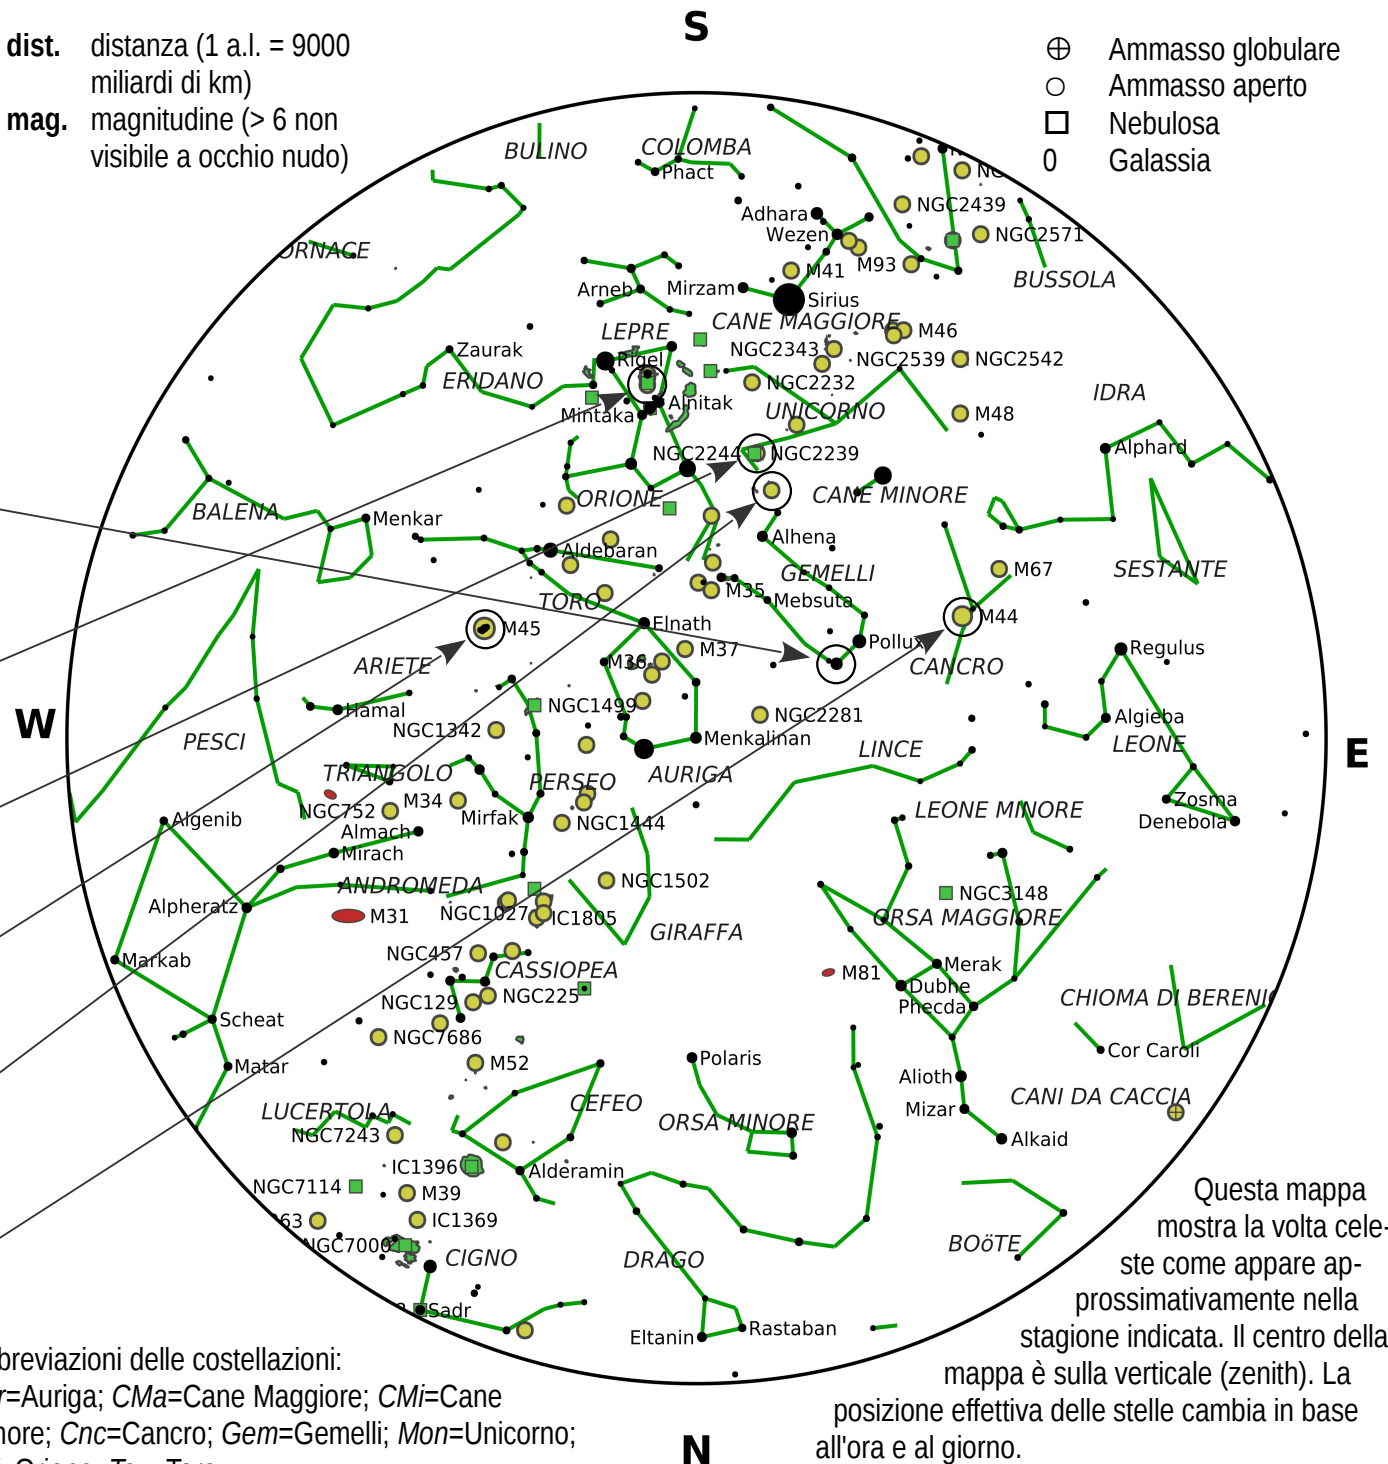 S
dist. distanza (1 a.l. = 9000
miliardi di km)
mag. magnitudine (> 6 non
visibile a occhio nudo)
Ammasso globulare
Ammasso aperto
Nebulosa
Galassia
BULINO
COLOMBA
Phact
NGC2439
Adhara
Wezen
NGC2571
ORNACE
M93
M41
BUSSOLA
Arneb
Mirzam
Sirius
CANE MAGGIORE
LEPRE
M46
NGC2343
Zaurak
Rigel
NGC2539
NGC2542
ERIDANO
NGC2232
IDRA
Alnitak
Mintaka
UNICORNO
M48
Alphard
NGC2244
NGC2239
ORIONE
CANE MINORE
BALENA
Menkar
Alhena
Aldebaran
GEMELLI
M67
SESTANTE
TORO
M35
Mebsuta
M44
M45
Elnath
Pollux
M37
Regulus
ARIETE
M36
CANCRO
Hamal
NGC1499
NGC2281
Algieba
NGC1342
Menkalinan
W
PESCI
LEONE
LINCE
E
TRIANGOLO
PERSEO
AURIGA
Zosma
NGC752
M34
LEONE MINORE
Algenib
Mirfak
NGC1444
Denebola
Almach
Mirach
ANDROMEDA
NGC1502
NGC3148
Alpheratz
M31
NGC1027
IC1805
ORSA MAGGIORE
GIRAFFA
NGC457
Markab
CASSIOPEA
M81
Merak
Dubhe
NGC129
NGC225
Phecda
CHIOMA DI BERENIC
Scheat
NGC7686
Cor Caroli
Matar
M52
Polaris
Alioth
CEFEO
CANI DA CACCIA
LUCERTOLA
ORSA MINORE
Mizar
NGC7243
Alkaid
IC1396
Alderamin
NGC7114
M39
63
IC1369
NGC7000
CIGNO
DRAGO
BOöTE
Sadr
Eltanin
Rastaban
Questa mappa
mostra la volta cele-
ste come appare ap-
prossimativamente nella
stagione indicata. Il centro della
mappa è sulla verticale (zenith). La
posizione effettiva delle stelle cambia in base
all'ora e al giorno.
breviazioni delle costellazioni:
r=Auriga; CMa=Cane Maggiore; CMi=Cane
nore; Cnc=Cancro; Gem=Gemelli; Mon=Unicorno;
N